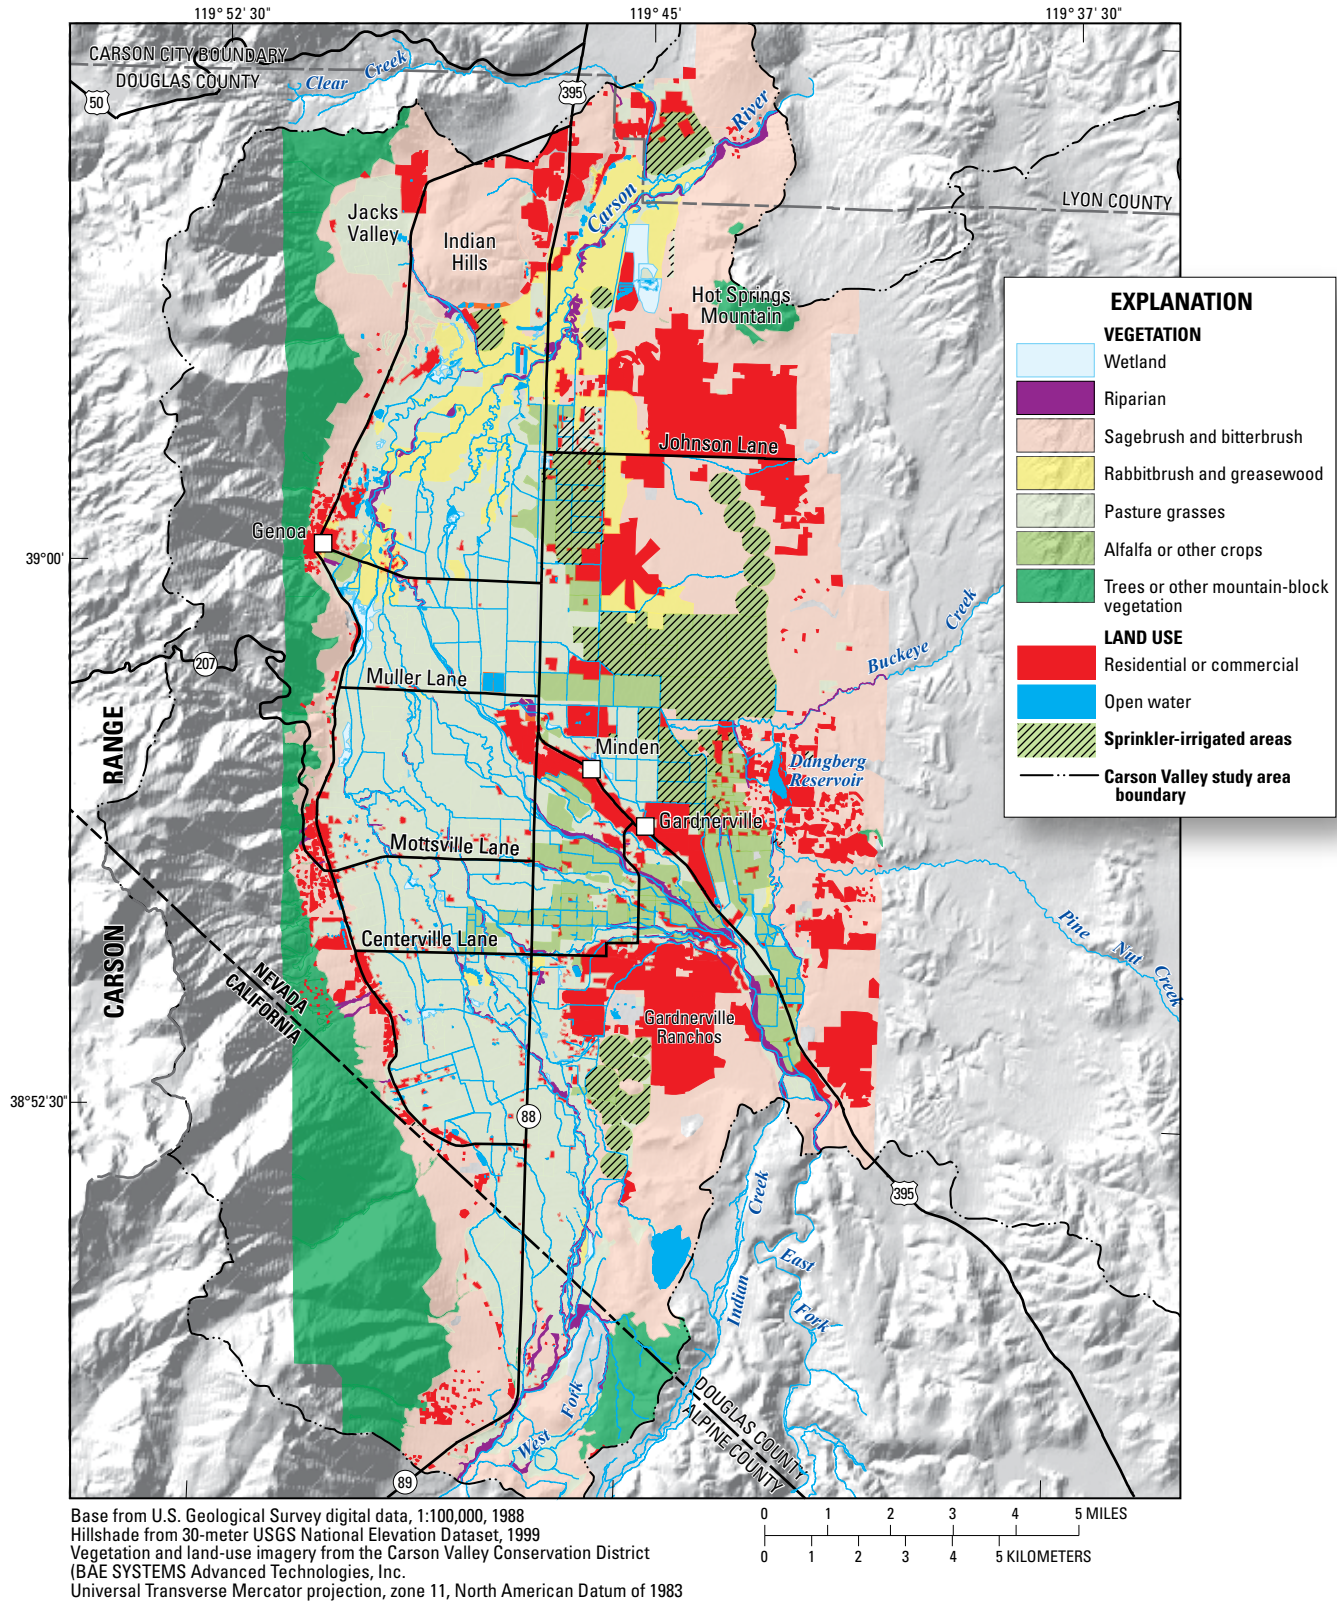 119°52'30"
119°45'
119°37'30"
CARSON CITY BOUNDARY
DOUGLAS COUNTY
Clear Creek
50
395
River
Carson
LYON COUNTY
Jacks
Valley
Indian
Hills
Hot Springs
Mountain
Johnson Lane
Genoa
39°00'
207
Muller Lane
Buckeye Creek
Minden
Dangberg
Reservoir
Gardnerville
Mottsville Lane
CARSON RANGE
Centerville Lane
NEVADA
CALIFORNIA
Pine Nut Creek
Gardnerville
Ranchos
38°52'30"
88
395
Indian Creek
East Fork
West Fork
DOUGLAS COUNTY
ALPINE COUNTY
89
EXPLANATION
VEGETATION
Wetland
Riparian
Sagebrush and bitterbrush
Rabbitbrush and greasewood
Pasture grasses
Alfalfa or other crops
Trees or other mountain-block
vegetation
LAND USE
Residential or commercial
Open water
Sprinkler-irrigated areas
Carson Valley study area
boundary
Base from U.S. Geological Survey digital data, 1:100,000, 1988
Hillshade from 30-meter USGS National Elevation Dataset, 1999
Vegetation and land-use imagery from the Carson Valley Conservation District
(BAE SYSTEMS Advanced Technologies, Inc.
Universal Transverse Mercator projection, zone 11, North American Datum of 1983
0 1 2 3 4 5 MILES
0 1 2 3 4 5 KILOMETERS